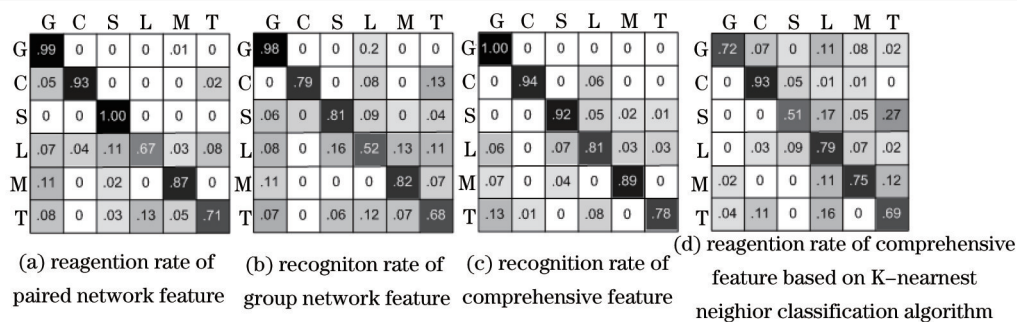 G C S L M T
G .99 0 0 0 .01 0
C .05 .93 0 0 0 .02
S 0 0 1.00 0 0 0
L .07 .04 .11 .67 .03 .08
M .11 0 .02 0 .87 0
T .08 0 .03 .13 .05 .71
(a) reagention rate of
paired network feature
G C S L M T
G .98 0 0 0.2 0 0
C 0 .79 0 .08 0 .13
S .06 0 .81 .09 0 .04
L .08 0 .16 .52 .13 .11
M .11 0 0 0 .82 .07
T .07 0 .06 .12 .07 .68
(b) recogniton rate of
group network feature
G C S L M T
G 1.00 0 0 0 0 0
C 0 .94 0 .06 0 0
S 0 0 .92 .05 .02 .01
L .06 0 .07 .81 .03 .03
M .07 0 .04 0 .89 0
T .13 .01 0 .08 0 .78
(c) recognition rate of
comprehensive feature
G C S L M T
G .72 .07 0 .11 .08 .02
C 0 .93 .05 .01 .01 0
S 0 0 .51 .17 .05 .27
L 0 .03 .09 .79 .07 .02
M .02 0 0 .11 .75 .12
T .04 .11 0 .16 0 .69
(d) reagention rate of comprehensive
feature based on K–nearnest
neighior classification algorithm